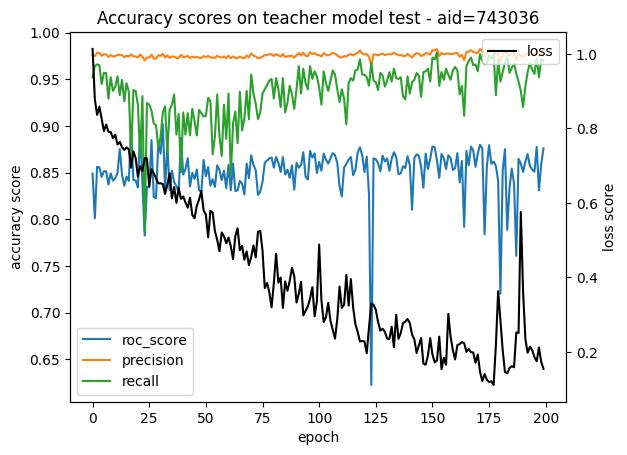 Accuracy scores on teacher model test - aid=743036
1.00
0.95
0.90
0.85
0.80
0.75
0.70
0.65
accuracy score
1.0
0.8
0.6
0.4
0.2
loss score
loss
roc_score
precision
recall
0 25 50 75 100 125 150 175 200
epoch